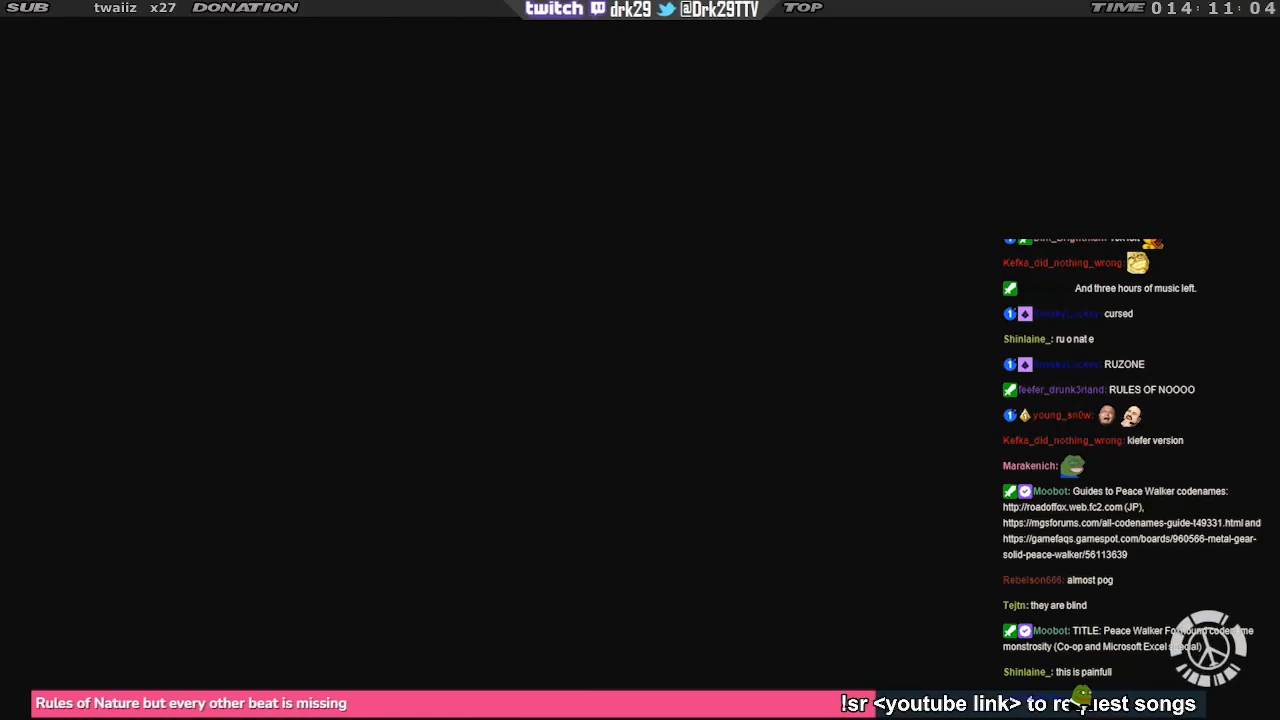 SUB twaiiz x27 DONATION twitch drk29 @Drk29TTV TOP TIME 014:11:04
Kefka_did_nothing_wrong:
And three hours of music left.
cursed
Shinlaine_: ru o nat e
RUZONE
feefer_drunk3rland: RULES OF NOOOO
young_sn0w:
Kefka_did_nothing_wrong: kiefer version
Marakenich:
Moobot: Guides to Peace Walker codenames:
http://roadoffox.web.fc2.com (JP),
https://mgsforums.com/all-codenames-guide-t49331.html and
https://gamefaqs.gamespot.com/boards/960566-metal-gear-
solid-peace-walker/56113639
Rebelson666: almost pog
Tejtn: they are blind
Moobot: TITLE: Peace Walker Foxhound codename
monstrosity (Co-op and Microsoft Excel special)
Shinlaine_: this is painfull
Rules of Nature but every other beat is missing
!sr <youtube link> to request songs